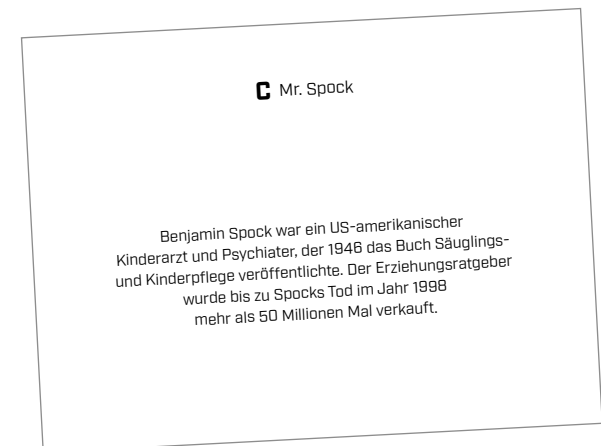 C Mr. Spock
Benjamin Spock war ein US-amerikanischer
Kinderarzt und Psychiater, der 1946 das Buch Säuglings-
und Kinderpflege veröffentlichte. Der Erziehungsratgeber
wurde bis zu Spocks Tod im Jahr 1998
mehr als 50 Millionen Mal verkauft.